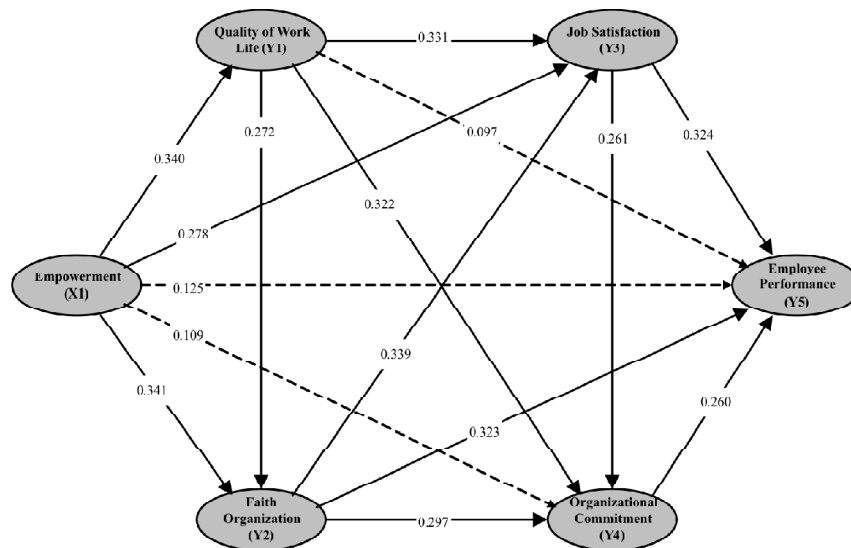 Quality of Work
Life (Y1)
0.331
Job Satisfaction
(Y3)
0.272
0.097
0.261
0.324
0.340
0.322
0.278
Empowerment
(X1)
0.125
Employee
Performance
(Y5)
0.109
0.339
0.341
0.323
0.260
Faith
Organization
(Y2)
0.297
Organizational
Commitment
(Y4)